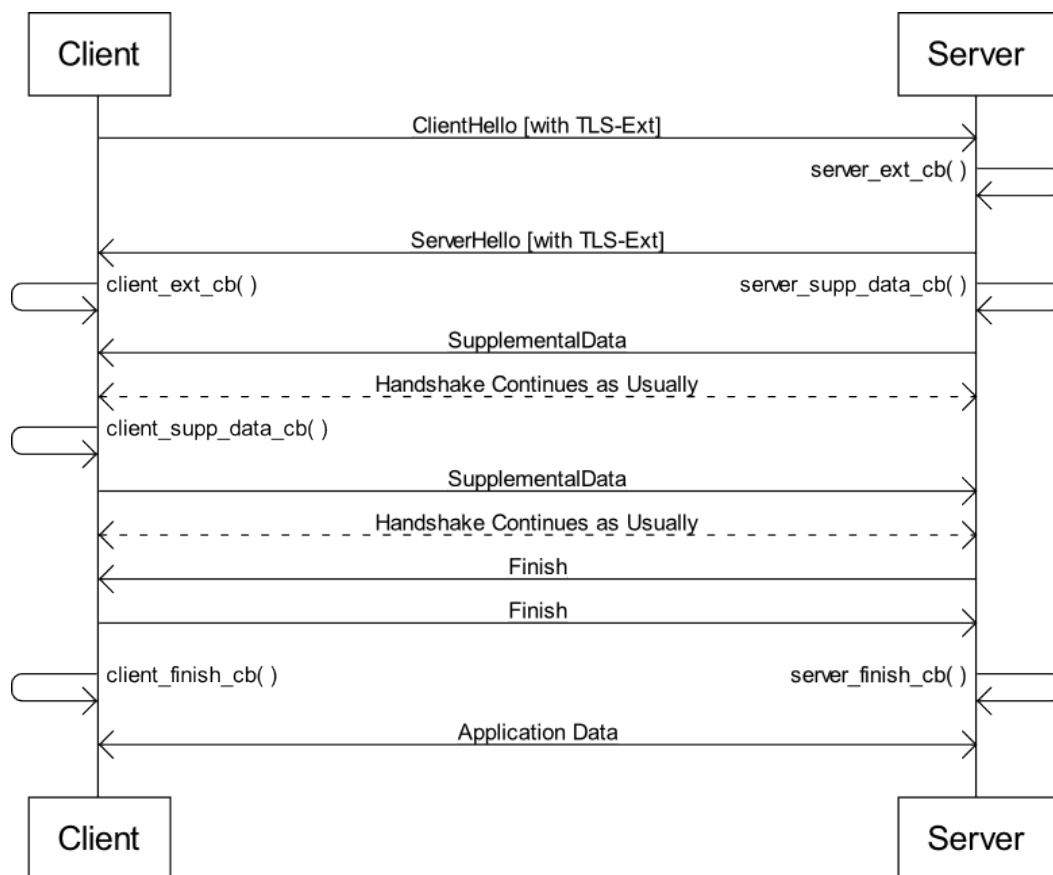 Client
Server
ClientHello [with TLS-Ext]
server_ext_cb( )
ServerHello [with TLS-Ext]
client_ext_cb( )
server_supp_data_cb( )
SupplementalData
Handshake Continues as Usually
client_supp_data_cb( )
SupplementalData
Handshake Continues as Usually
Finish
Finish
client_finish_cb( )
server_finish_cb( )
Application Data
Client
Server